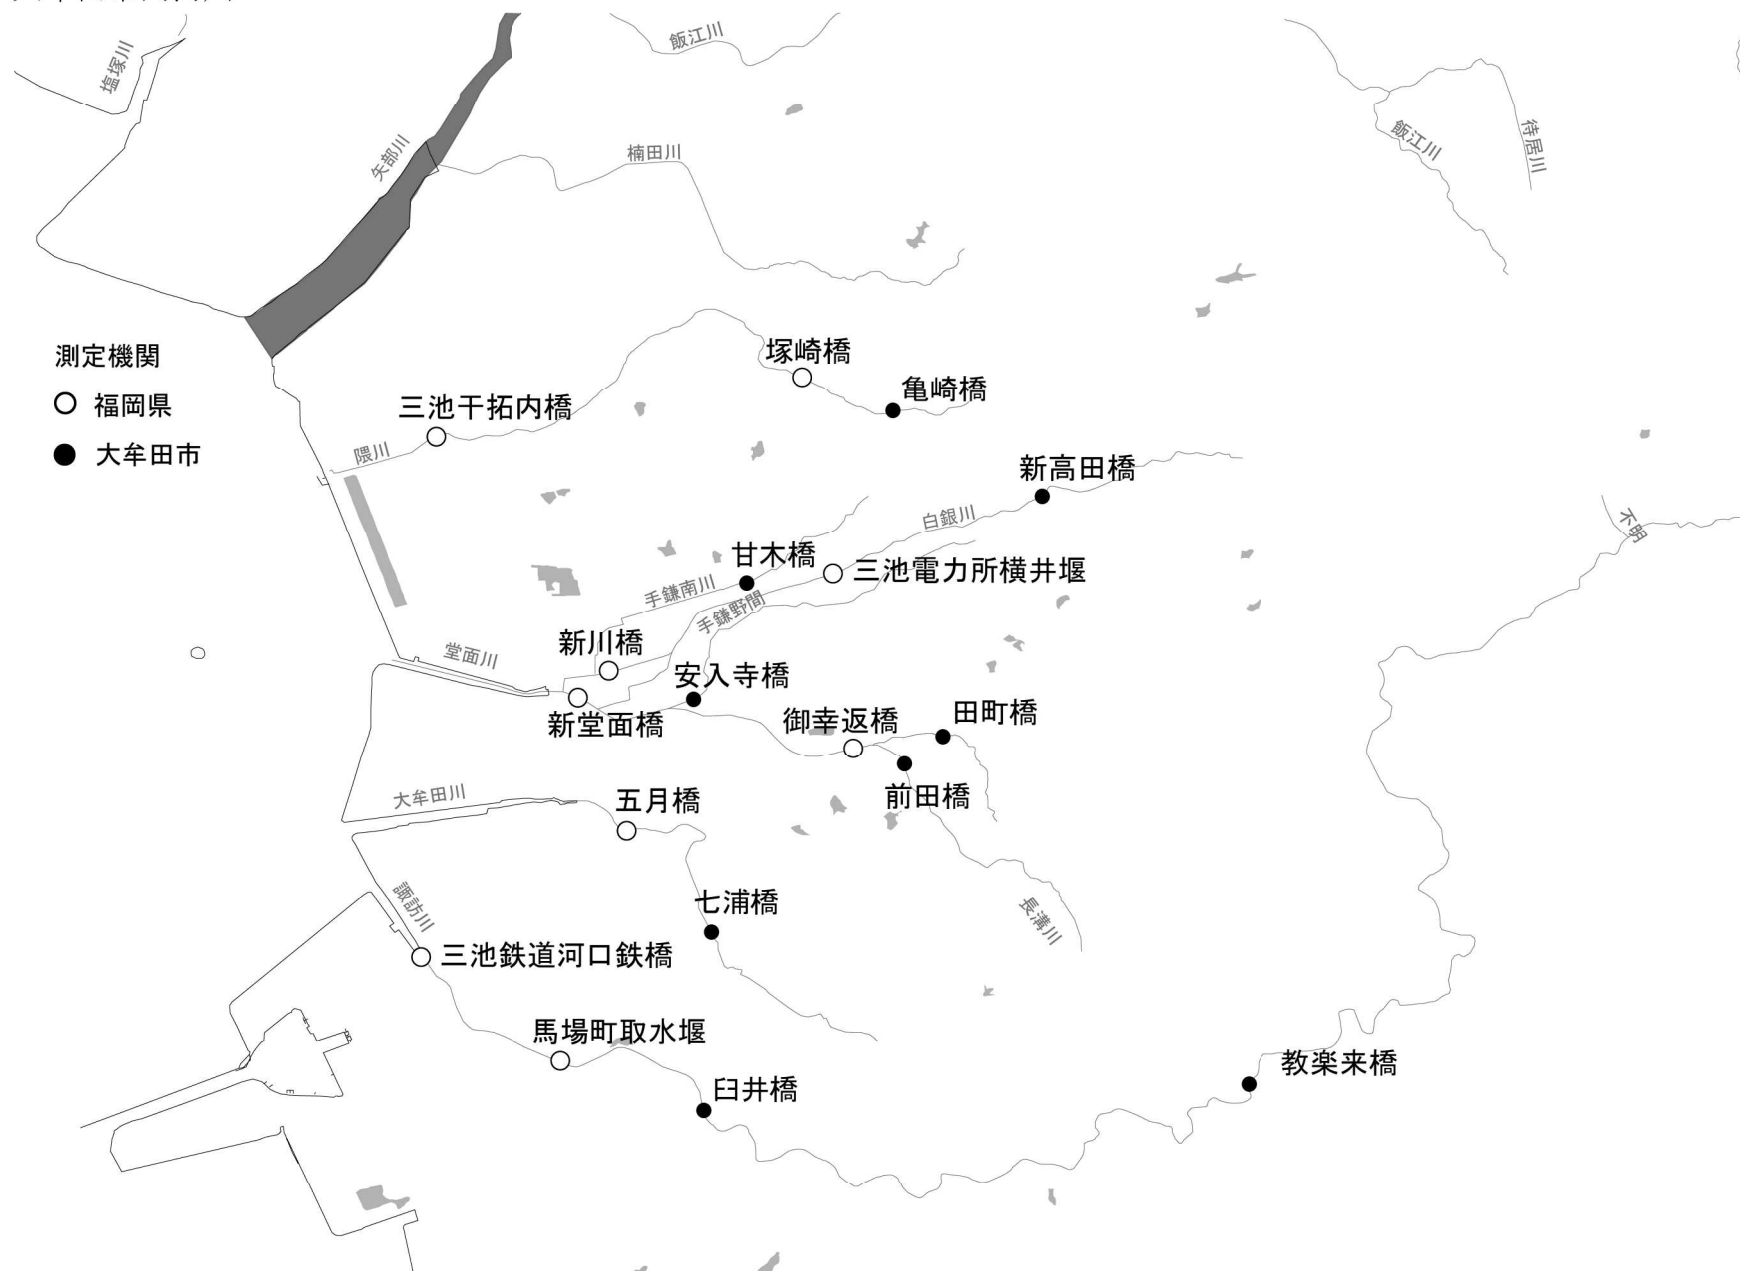 塩塚川
飯江川
矢部川
楠田川
飯江川
待居川
測定機関
福岡県
大牟田市
塚崎橋
亀崎橋
三池干拓内橋
隈川
新高田橋
白銀川
甘木橋
三池電力所横井堰
手鎌南川
手鎌野間
不明
新川橋
堂面川
安入寺橋
新堂面橋
御幸返橋
田町橋
前田橋
大牟田川
五月橋
七浦橋
諏訪川
長溝川
三池鉄道河口鉄橋
馬場町取水堰
臼井橋
教楽来橋